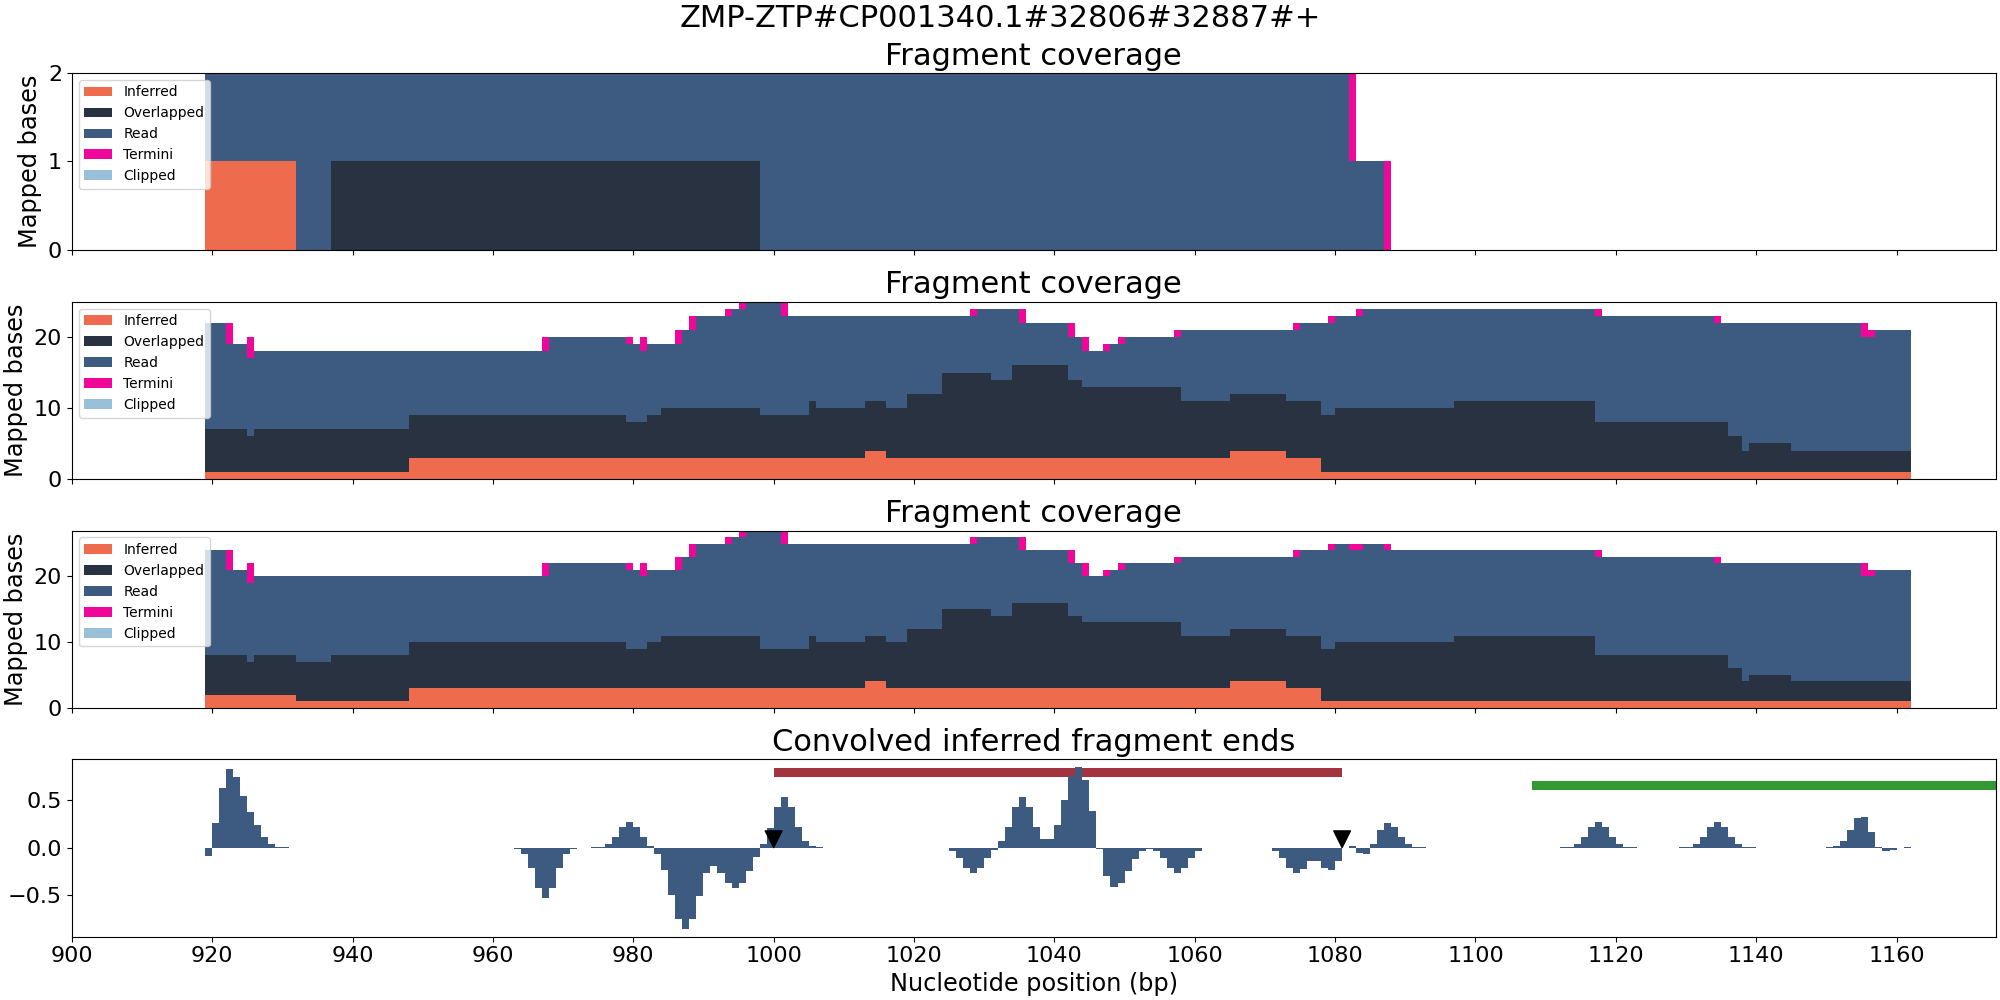 ZMP-ZTP#CP001340.1#32806#32887#+
Fragment coverage
Mapped bases
2
1
0
Inferred
Overlapped
Read
Termini
Clipped
Fragment coverage
Mapped bases
20
10
0
Inferred
Overlapped
Read
Termini
Clipped
Fragment coverage
Mapped bases
20
10
0
Inferred
Overlapped
Read
Termini
Clipped
Convolved inferred fragment ends
0.5
0.0
−0.5
900 920 940 960 980 1000 1020 1040 1060 1080 1100 1120 1140 1160
Nucleotide position (bp)